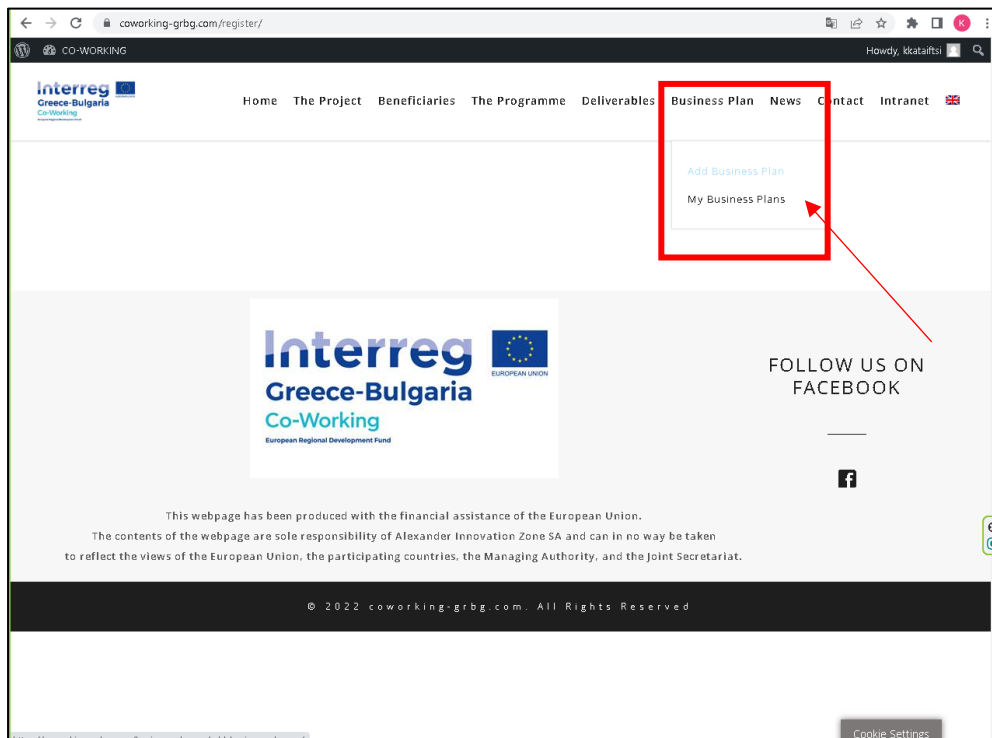 coworking-grbg.com/register/
K
CO-WORKING
Howdy, kkataiftsi
Interreg
Greece-Bulgaria
Co-Working
Home The Project Beneficiaries The Programme Deliverables Business Plan News Contact Intranet
Add Business Plan
My Business Plans
Interreg
EUROPEAN UNION
Greece-Bulgaria
Co-Working
European Regional Development Fund
FOLLOW US ON
FACEBOOK
This webpage has been produced with the financial assistance of the European Union.
The contents of the webpage are sole responsibility of Alexander Innovation Zone SA and can in no way be taken
to reflect the views of the European Union, the participating countries, the Managing Authority, and the Joint Secretariat.
© 2022 coworking-grbg.com. All Rights Reserved
Cookie Settings